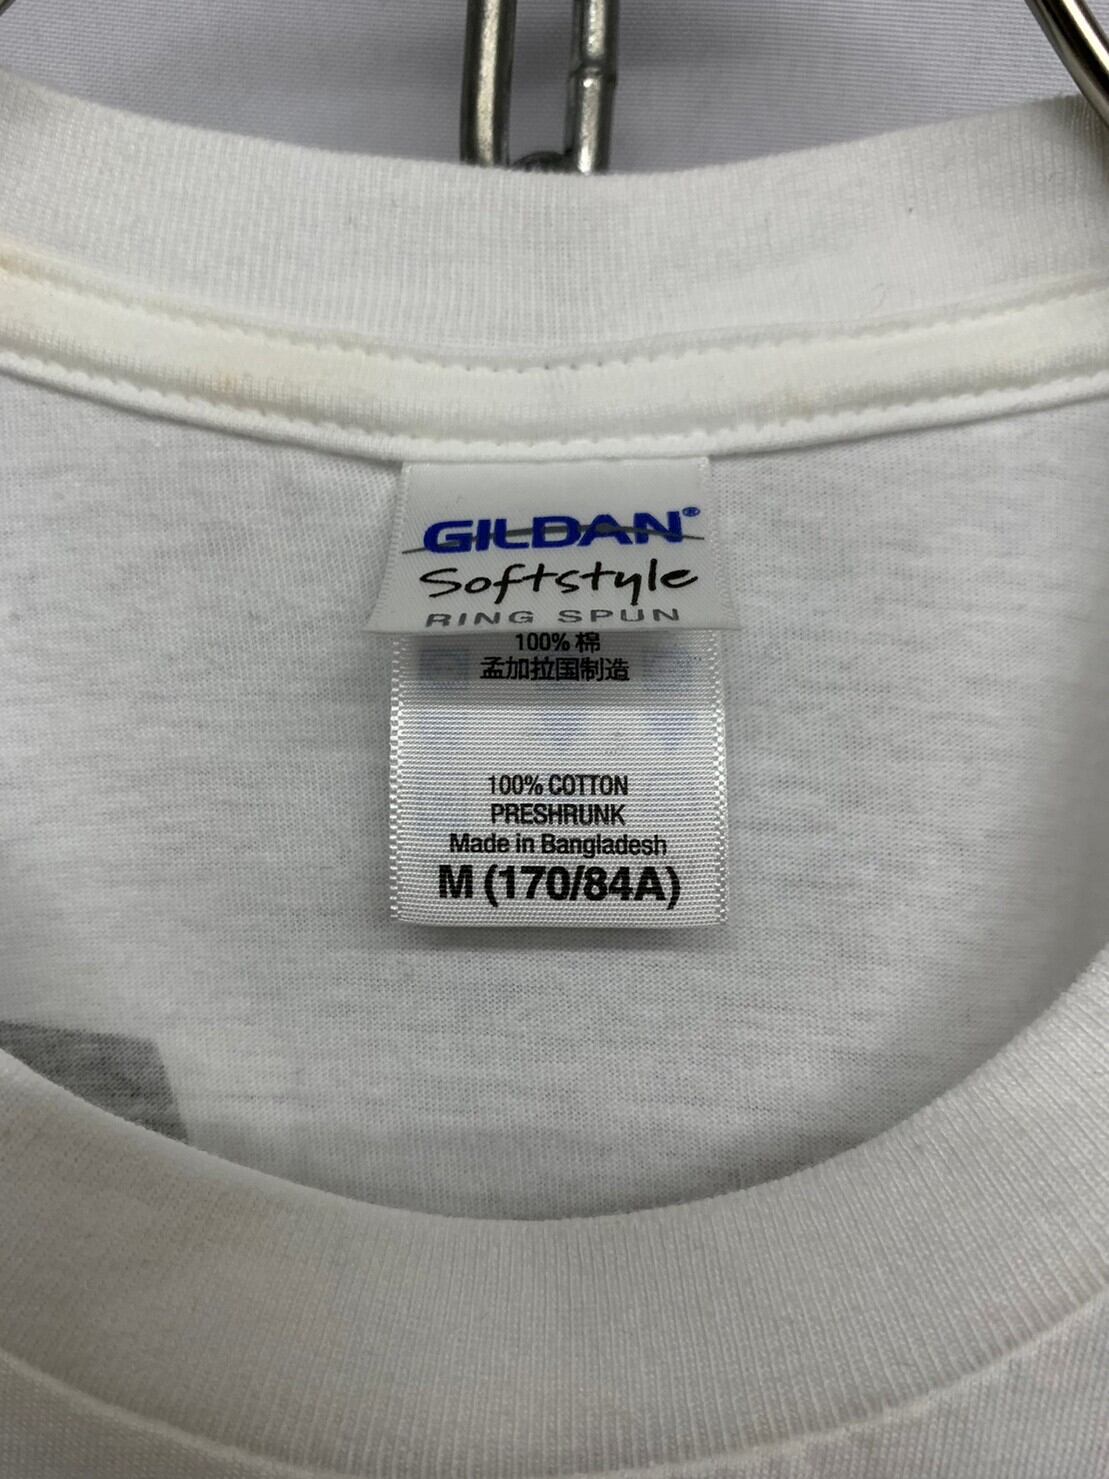 GILDAN®
Softstyle
RING SPUN
100% 棉
孟加拉国制造
100% COTTON
PRESHRUNK
Made in Bangladesh
M (170/84A)